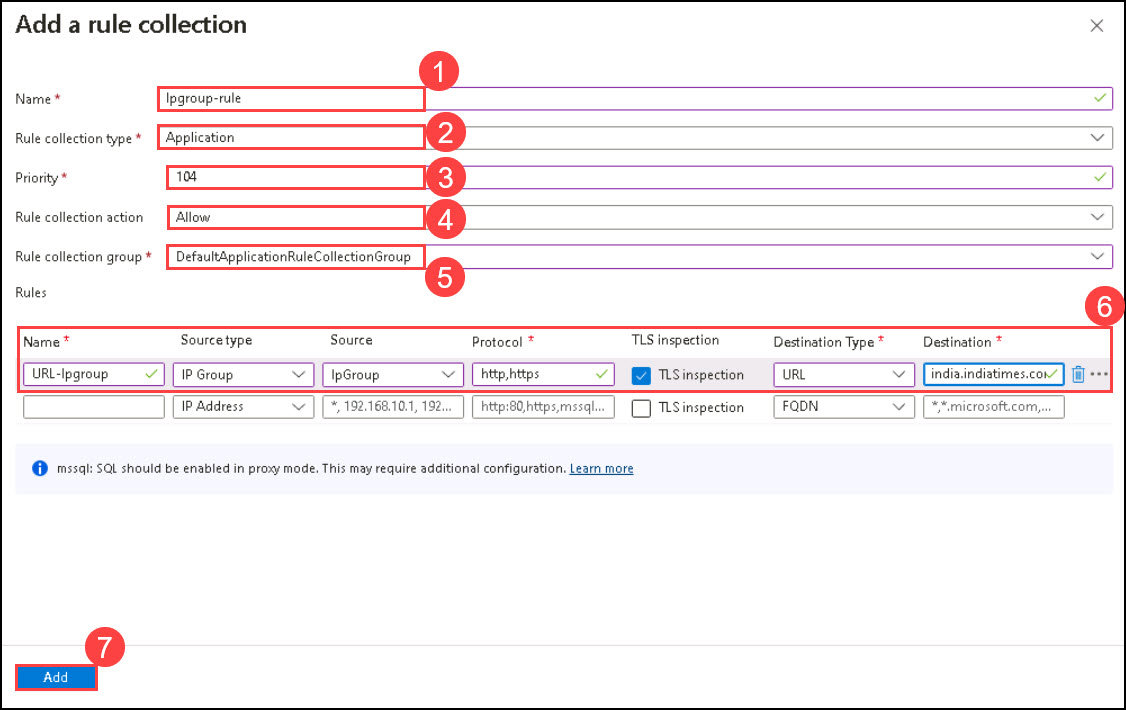 Add a rule collection
1
Name * Ipgroup-rule
2
Rule collection type * Application
3
Priority * 104
4
Rule collection action Allow
Rule collection group * DefaultApplicationRuleCollectionGroup
5
Rules
6
Name * Source type Source Protocol * TLS inspection Destination Type * Destination *
URL-Ipgroup IP Group IpGroup http,https TLS inspection URL india.indiatimes.com
IP Address *, 192.168.10.1, 192... http:80,https,mssql... TLS inspection FQDN *,*.microsoft.com,...
mssql: SQL should be enabled in proxy mode. This may require additional configuration. Learn more
7
Add